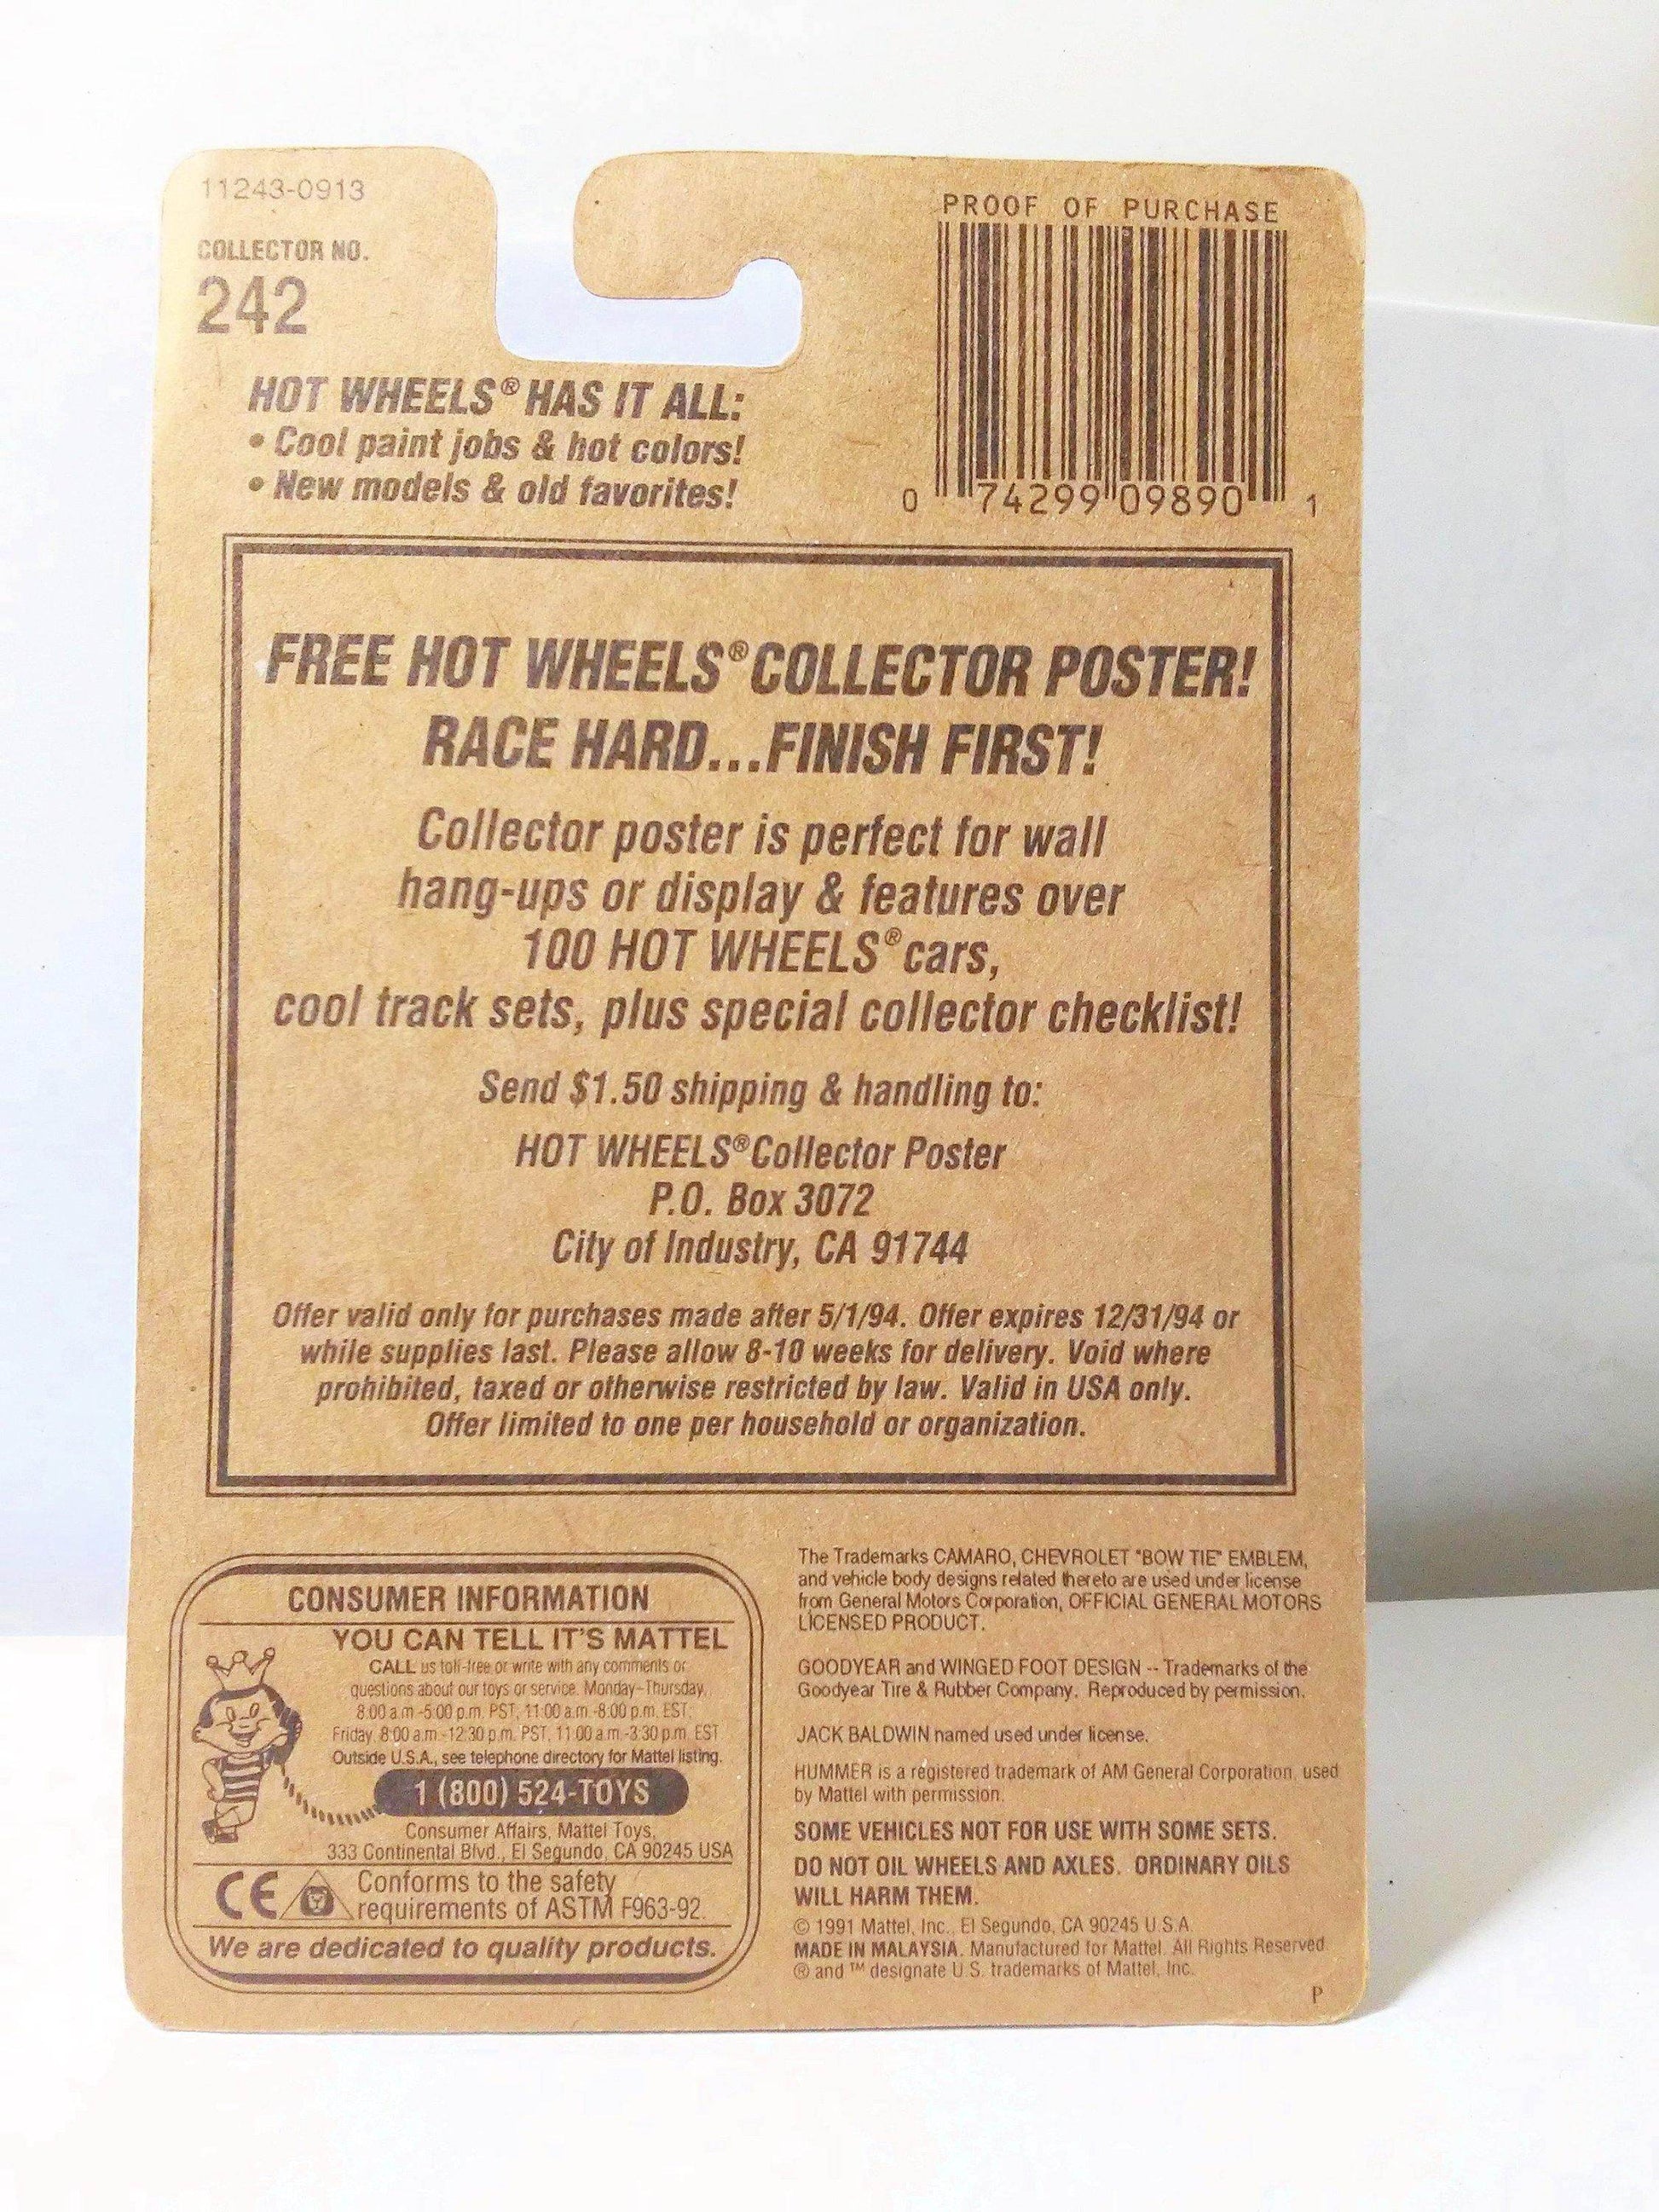 11243-0913
COLLECTOR NO.
242
HOT WHEELS® HAS IT ALL:
• Cool paint jobs & hot colors!
• New models & old favorites!
PROOF OF PURCHASE
0 74299 09890 1
FREE HOT WHEELS® COLLECTOR POSTER!
RACE HARD...FINISH FIRST!
Collector poster is perfect for wall
hang-ups or display & features over
100 HOT WHEELS® cars,
cool track sets, plus special collector checklist!
Send $1.50 shipping & handling to:
HOT WHEELS® Collector Poster
P.O. Box 3072
City of Industry, CA 91744
Offer valid only for purchases made after 5/1/94. Offer expires 12/31/94 or
while supplies last. Please allow 8-10 weeks for delivery. Void where
prohibited, taxed or otherwise restricted by law. Valid in USA only.
Offer limited to one per household or organization.
CONSUMER INFORMATION
YOU CAN TELL IT'S MATTEL
CALL us toll-free or write with any comments or
questions about our toys or service. Monday-Thursday,
8:00 a.m.-5:00 p.m. PST, 11:00 a.m.-8:00 p.m. EST;
Friday, 8:00 a.m.-12:30 p.m. PST, 11:00 a.m.-3:30 p.m. EST
Outside U.S.A., see telephone directory for Mattel listing.
1 (800) 524-TOYS
Consumer Affairs, Mattel Toys,
333 Continental Blvd., El Segundo, CA 90245 USA
CE Conforms to the safety
requirements of ASTM F963-92.
We are dedicated to quality products.
The Trademarks CAMARO, CHEVROLET "BOW TIE" EMBLEM,
and vehicle body designs related thereto are used under license
from General Motors Corporation, OFFICIAL GENERAL MOTORS
LICENSED PRODUCT.
GOODYEAR and WINGED FOOT DESIGN -- Trademarks of the
Goodyear Tire & Rubber Company. Reproduced by permission.
JACK BALDWIN named used under license.
HUMMER is a registered trademark of AM General Corporation, used
by Mattel with permission.
SOME VEHICLES NOT FOR USE WITH SOME SETS.
DO NOT OIL WHEELS AND AXLES. ORDINARY OILS
WILL HARM THEM.
© 1991 Mattel, Inc., El Segundo, CA 90245 U.S.A.
MADE IN MALAYSIA. Manufactured for Mattel. All Rights Reserved.
® and ™ designate U.S. trademarks of Mattel, Inc.
P